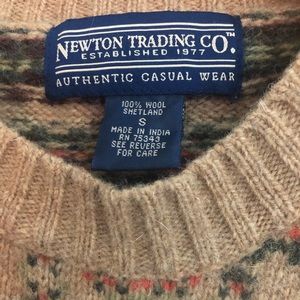 NEWTON TRADING CO.™
ESTABLISHED 1977
AUTHENTIC CASUAL WEAR
100% WOOL
SHETLAND
S
MADE IN INDIA
RN 75343
SEE REVERSE
FOR CARE